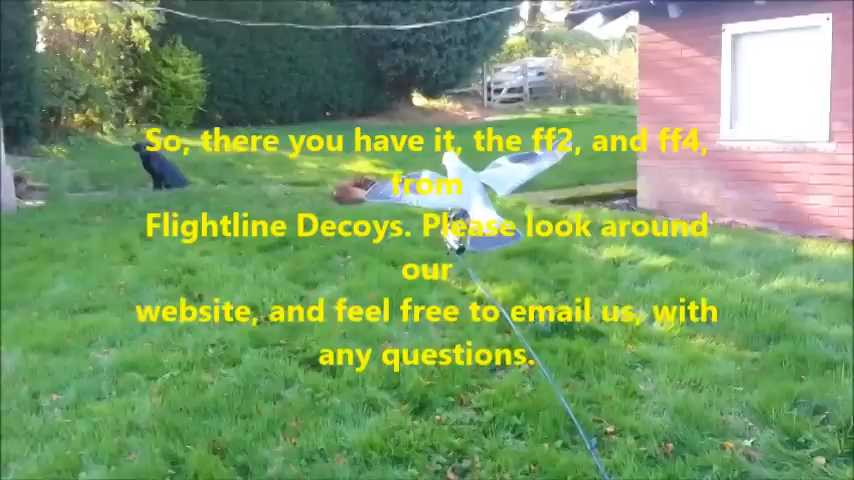 So, there you have it, the ff2, and ff4,
from
Flightline Decoys. Please look around
our
website, and feel free to email us, with
any questions.